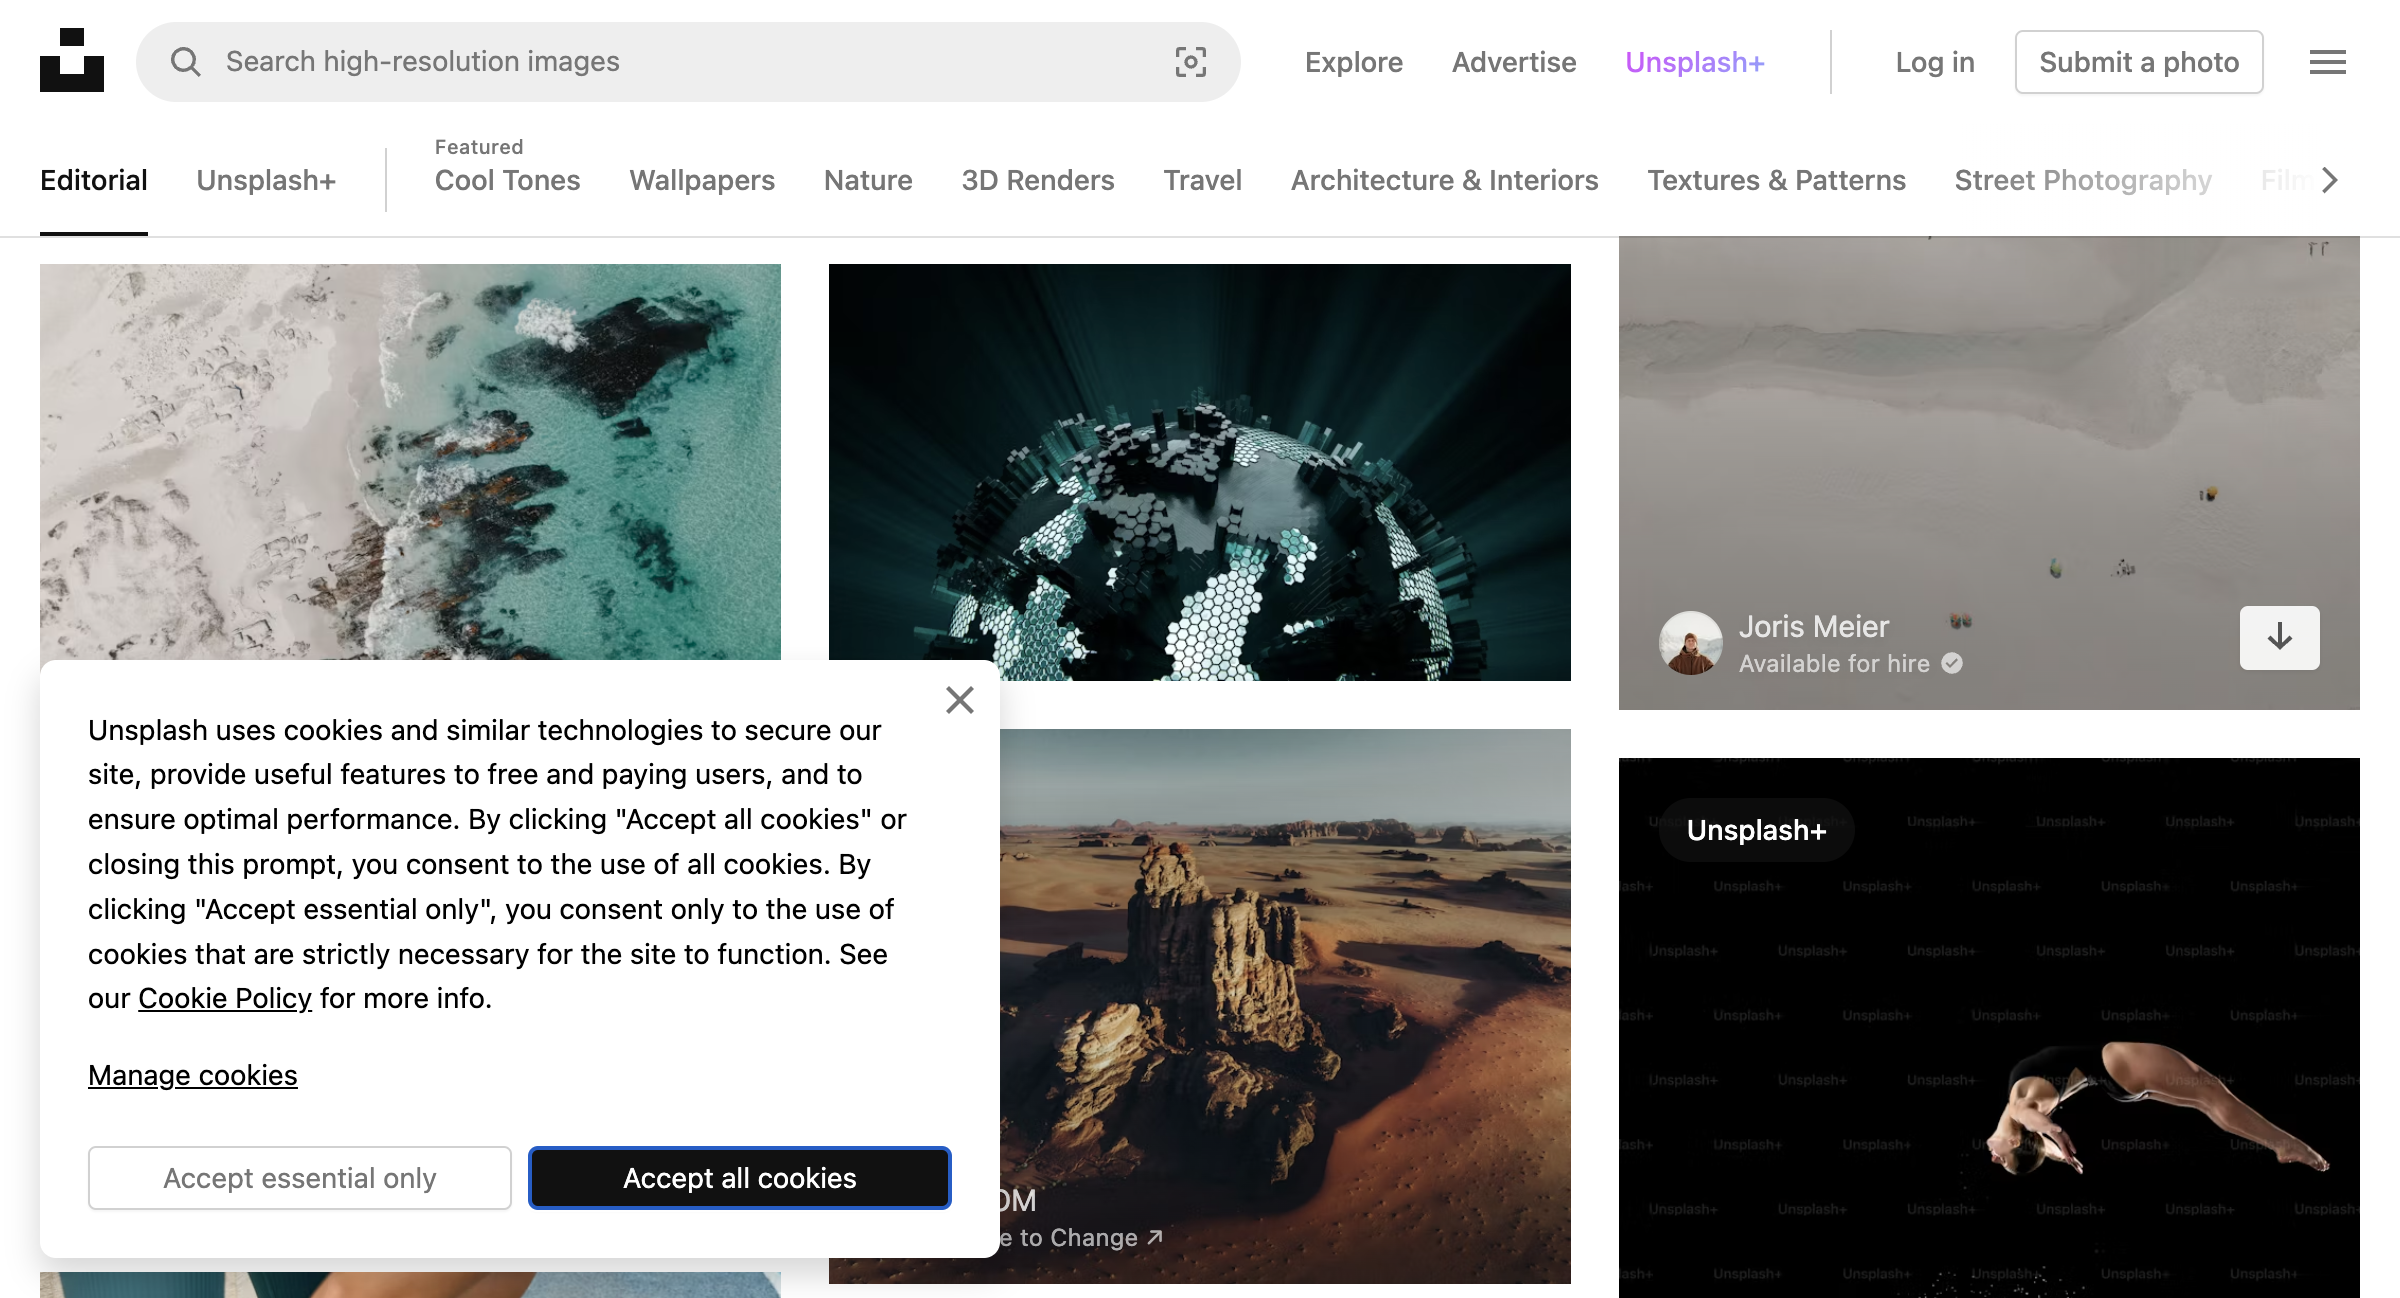 Search high-resolution images
Explore
Advertise
Unsplash+
Log in
Submit a photo
Editorial
Unsplash+
Featured
Cool Tones
Wallpapers
Nature
3D Renders
Travel
Architecture & Interiors
Textures & Patterns
Street Photography
Film
Joris Meier
Available for hire
Unsplash uses cookies and similar technologies to secure our
site, provide useful features to free and paying users, and to
ensure optimal performance. By clicking "Accept all cookies" or
closing this prompt, you consent to the use of all cookies. By
clicking "Accept essential only", you consent only to the use of
cookies that are strictly necessary for the site to function. See
our Cookie Policy for more info.
Manage cookies
Accept essential only
Accept all cookies
e to Change
Unsplash+